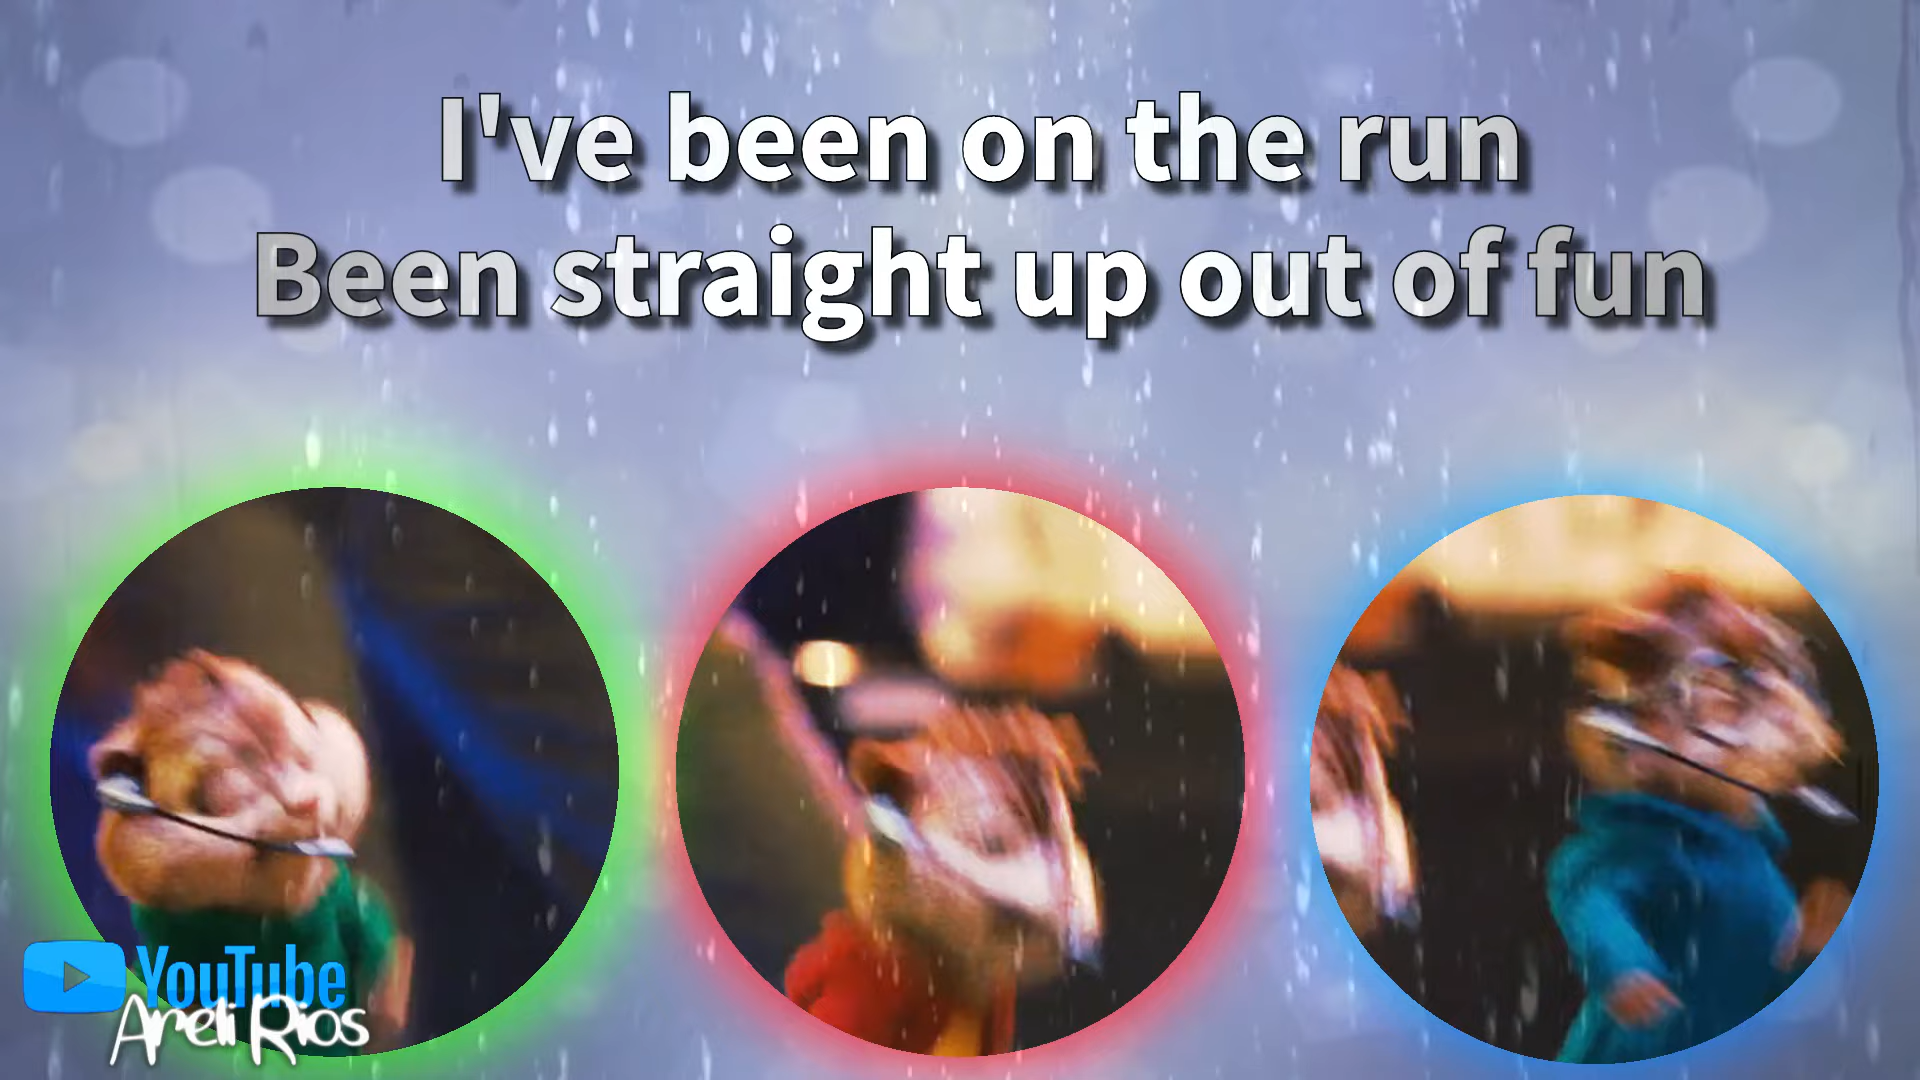 I've been on the run
Been straight up out of fun
YouTube
Areli Rios